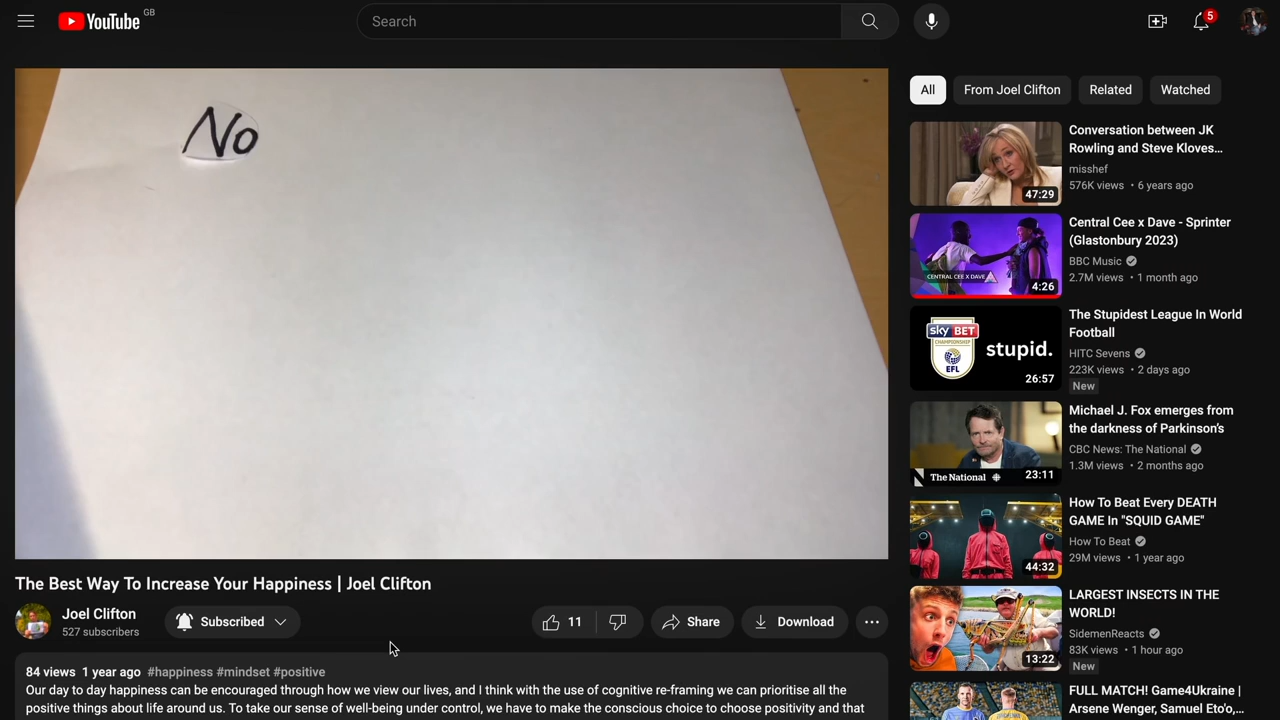 YouTube GB
Search
5
No
All
From Joel Clifton
Related
Watched
Conversation between JK
Rowling and Steve Kloves...
misshef
576K views • 6 years ago
47:29
Central Cee x Dave - Sprinter
(Glastonbury 2023)
BBC Music
2.7M views • 1 month ago
CENTRAL CEE X DAVE
4:26
The Stupidest League In World
Football
HITC Sevens
223K views • 2 days ago
New
sky BET
CHAMPIONSHIP
EFL
stupid.
26:57
Michael J. Fox emerges from
the darkness of Parkinson's
CBC News: The National
1.3M views • 2 months ago
The National
23:11
How To Beat Every DEATH
GAME In "SQUID GAME"
How To Beat
29M views • 1 year ago
44:32
LARGEST INSECTS IN THE
WORLD!
SidemenReacts
83K views • 1 hour ago
New
13:22
FULL MATCH! Game4Ukraine |
Arsene Wenger, Samuel Eto'o,...
The Best Way To Increase Your Happiness | Joel Clifton
Joel Clifton
527 subscribers
Subscribed
11
Share
Download
84 views 1 year ago #happiness #mindset #positive
Our day to day happiness can be encouraged through how we view our lives, and I think with the use of cognitive re-framing we can prioritise all the
positive things about life around us. To take our sense of well-being under control, we have to make the conscious choice to choose positivity and that